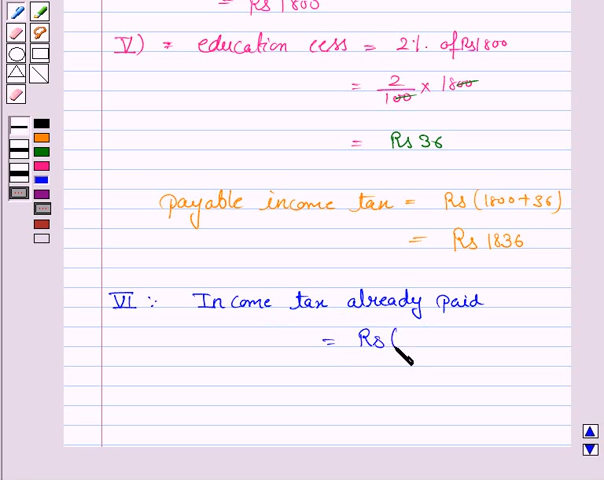 = Rs 1800
V) = education cess = 2% of Rs1800
= 2/100 x 1800
= Rs 36
payable income tax = Rs (1800+36)
= Rs 1836
VI :- Income tax already paid
= Rs (